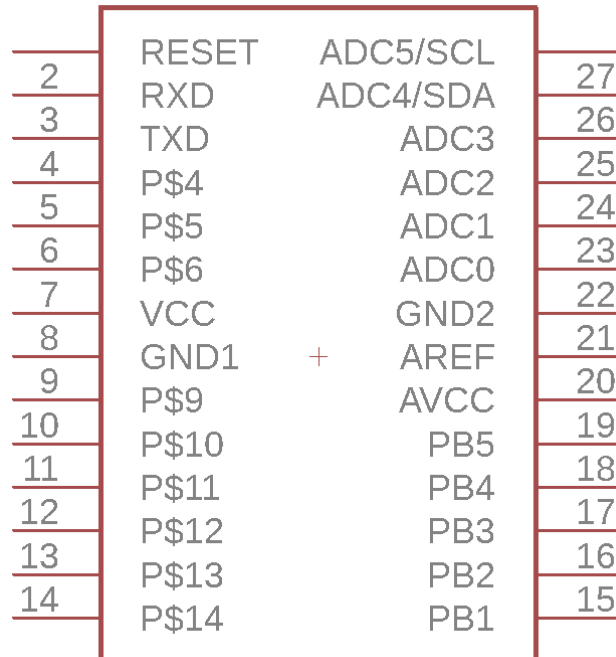 RESET ADC5/SCL
2 RXD ADC4/SDA 27
3 TXD ADC3 26
4 P$4 ADC2 25
5 P$5 ADC1 24
6 P$6 ADC0 23
7 VCC GND2 22
8 GND1 AREF 21
9 P$9 AVCC 20
10 P$10 PB5 19
11 P$11 PB4 18
12 P$12 PB3 17
13 P$13 PB2 16
14 P$14 PB1 15